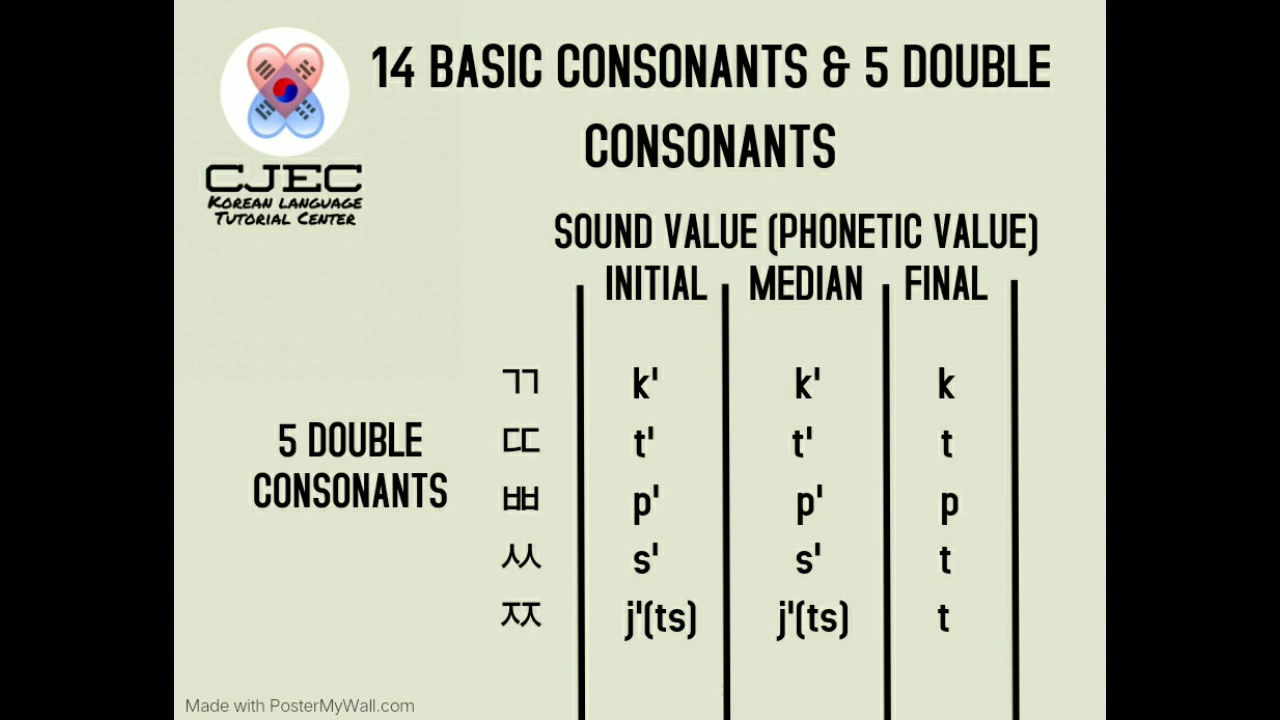 14 BASIC CONSONANTS & 5 DOUBLE
CONSONANTS
CJEC
KOREAN LANGUAGE
TUTORIAL CENTER
SOUND VALUE (PHONETIC VALUE)
INITIAL MEDIAN FINAL
5 DOUBLE
CONSONANTS
ㄲ k' k' k
ㄸ t' t' t
ㅃ p' p' p
ㅆ s' s' t
ㅉ j'(ts) j'(ts) t
Made with PosterMyWall.com